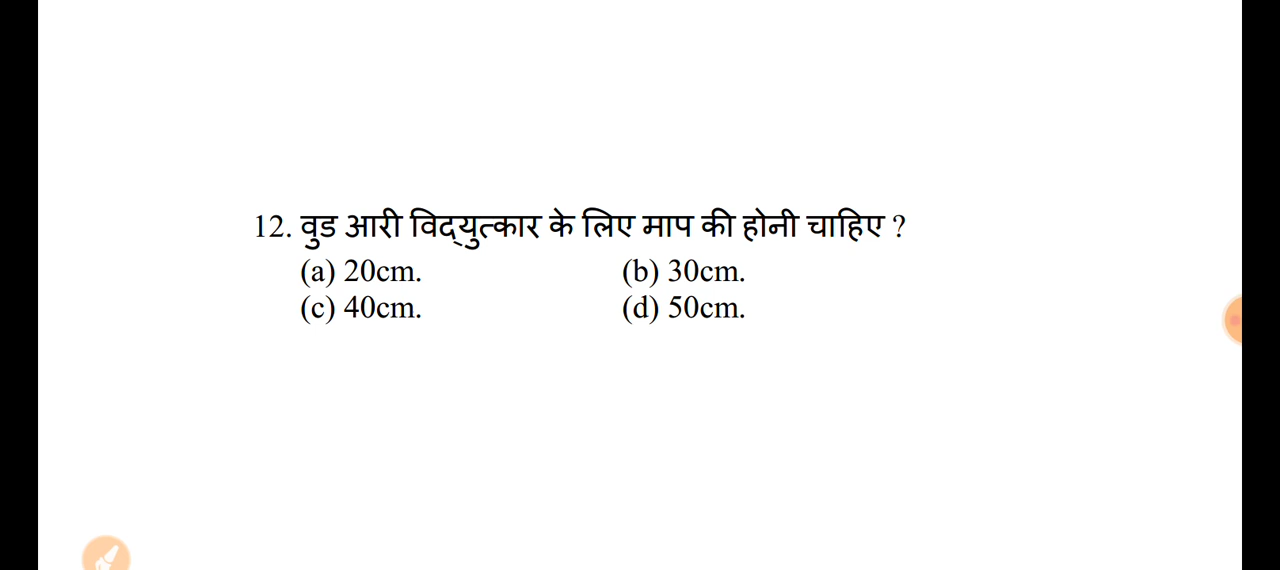 12. वुड आरी विद्युत्कार के लिए माप की होनी चाहिए ?
(a) 20cm. (b) 30cm.
(c) 40cm. (d) 50cm.